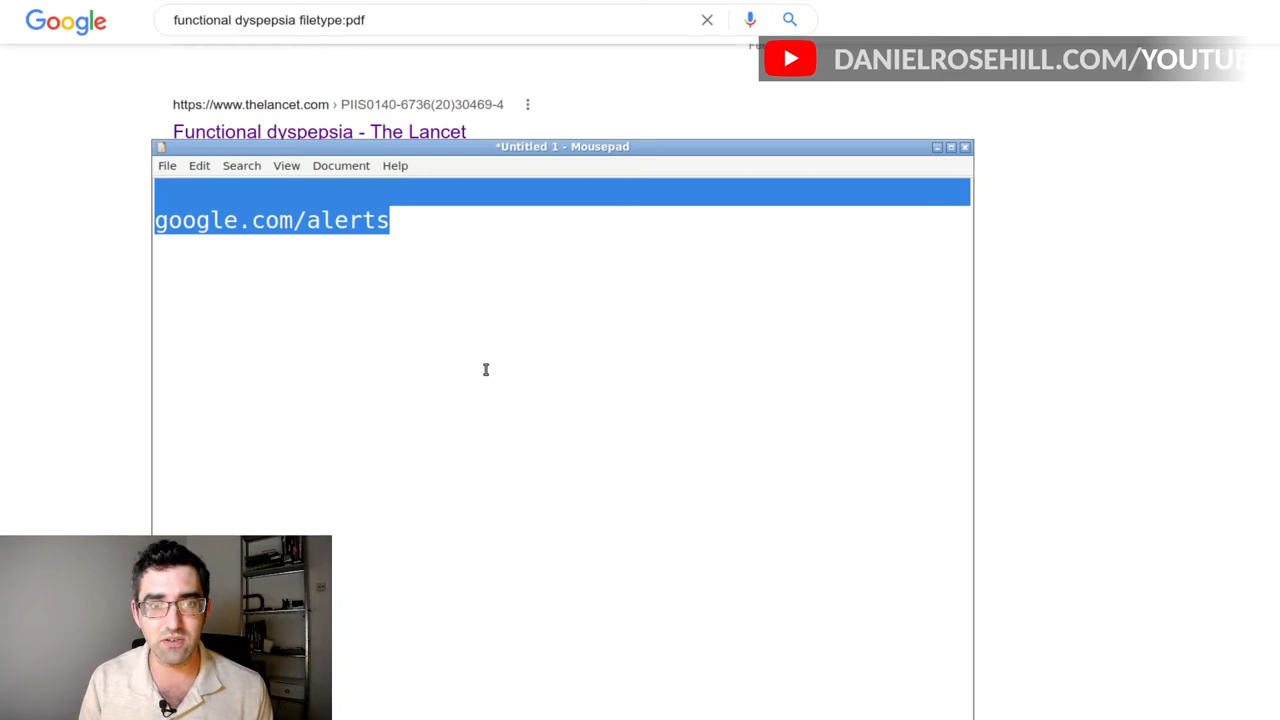 Google
functional dyspepsia filetype:pdf
DANIELROSEHILL.COM/YOUTUBE
https://www.thelancet.com › PIIS0140-6736(20)30469-4
Functional dyspepsia - The Lancet
*Untitled 1 - Mousepad
File Edit Search View Document Help
google.com/alerts